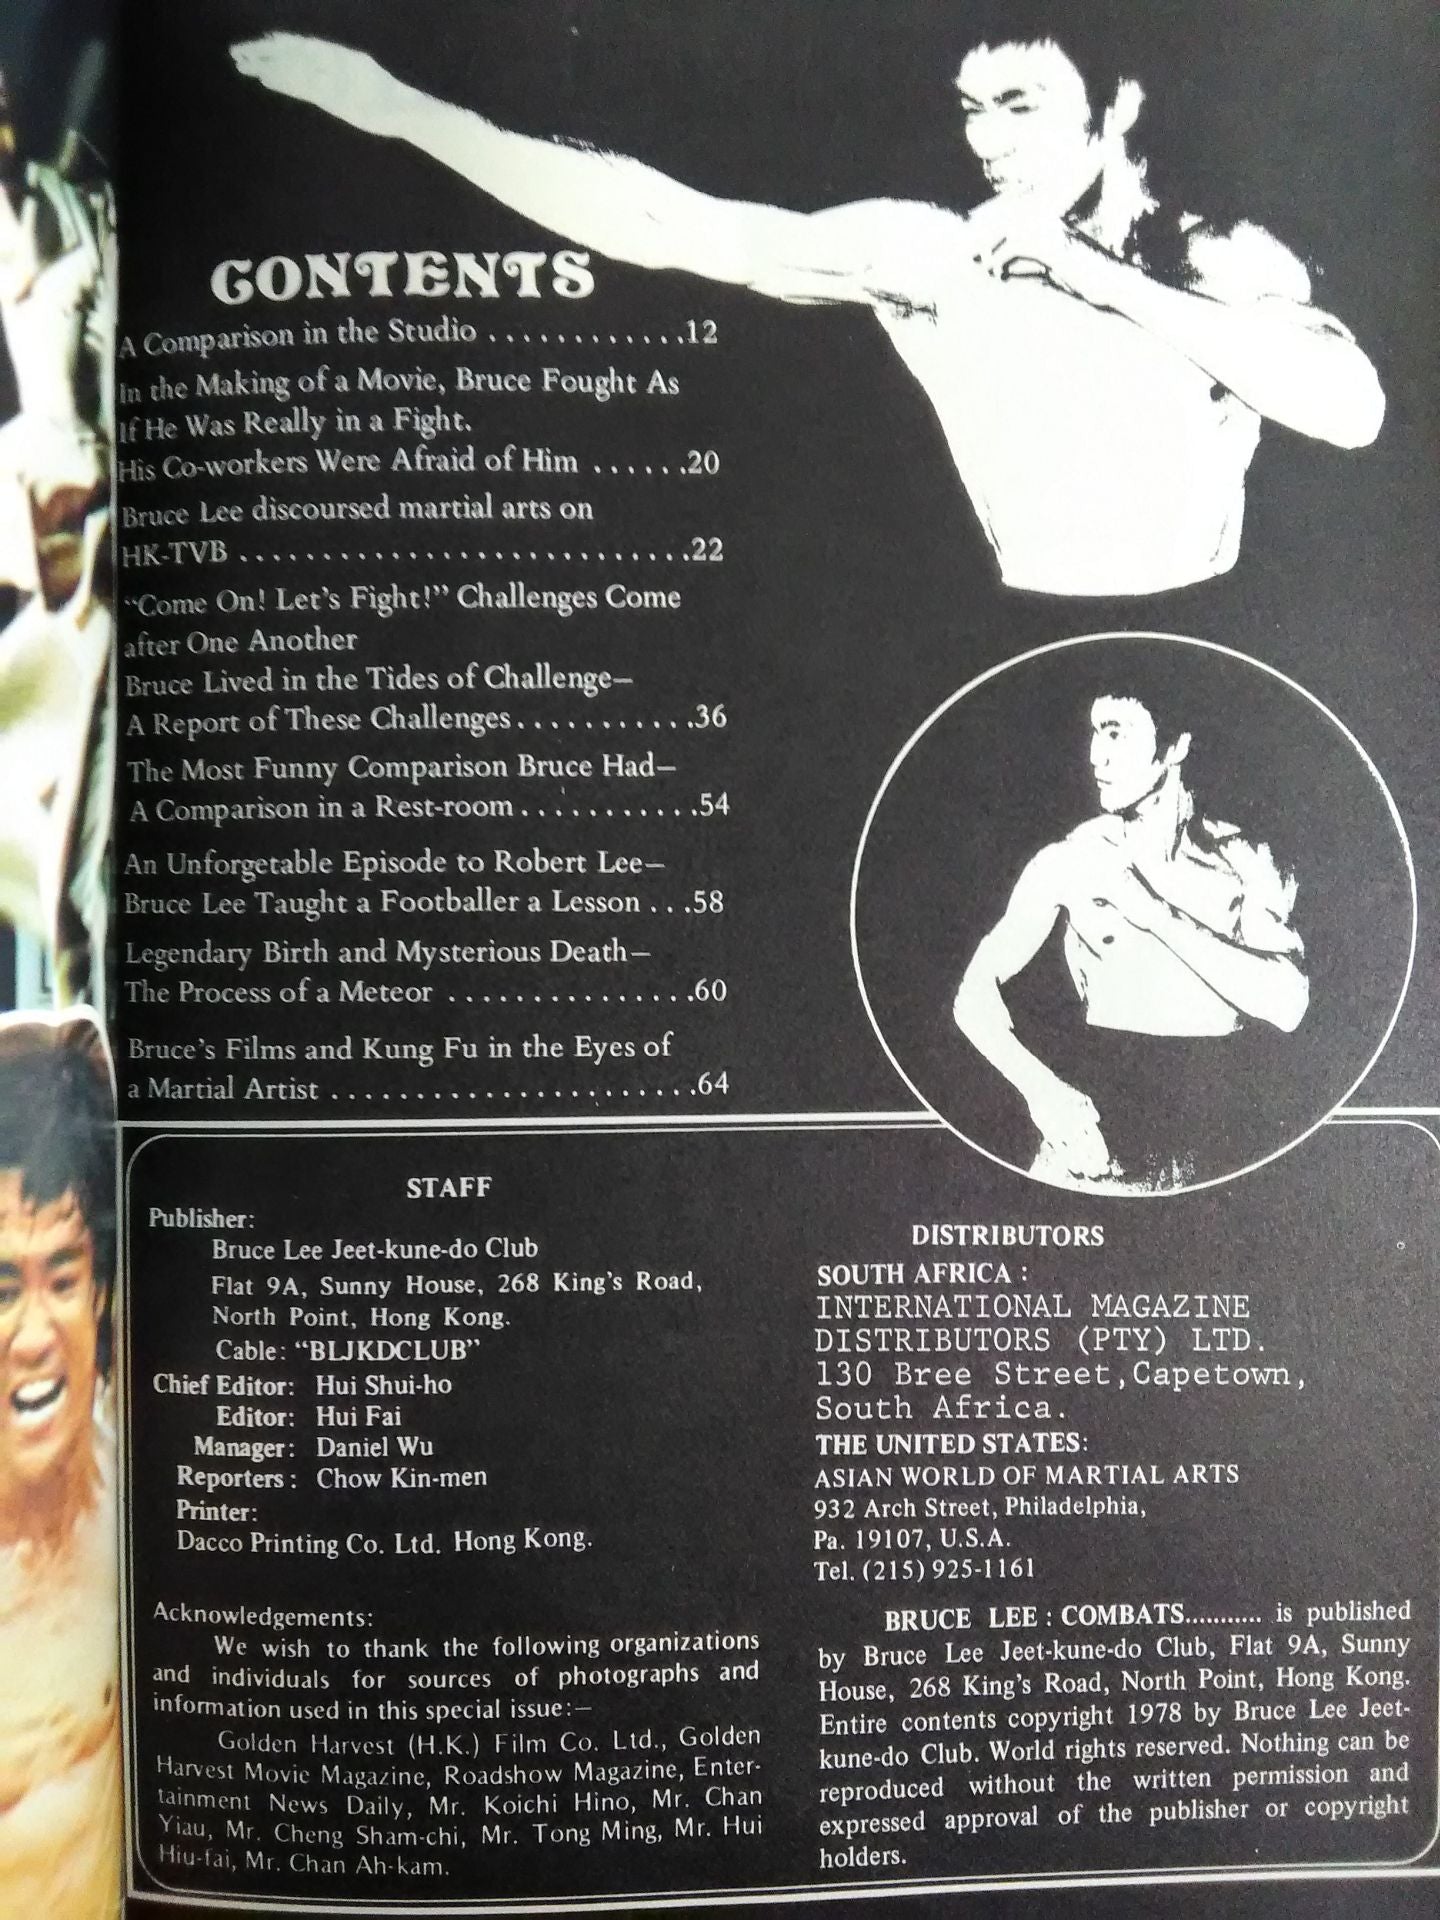 CONTENTS
A Comparison in the Studio ............12
In the Making of a Movie, Bruce Fought As
If He Was Really in a Fight.
His Co-workers Were Afraid of Him ......20
Bruce Lee discoursed martial arts on
HK-TVB ............................22
"Come On! Let's Fight!" Challenges Come
after One Another
Bruce Lived in the Tides of Challenge—
A Report of These Challenges...........36
The Most Funny Comparison Bruce Had—
A Comparison in a Rest-room...........54
An Unforgetable Episode to Robert Lee—
Bruce Lee Taught a Footballer a Lesson ...58
Legendary Birth and Mysterious Death—
The Process of a Meteor ...............60
Bruce's Films and Kung Fu in the Eyes of
a Martial Artist .......................64
STAFF
Publisher:
Bruce Lee Jeet-kune-do Club
Flat 9A, Sunny House, 268 King's Road,
North Point, Hong Kong.
Cable: "BLJKDCLUB"
Chief Editor: Hui Shui-ho
Editor: Hui Fai
Manager: Daniel Wu
Reporters: Chow Kin-men
Printer:
Dacco Printing Co. Ltd. Hong Kong.
Acknowledgements:
We wish to thank the following organizations
and individuals for sources of photographs and
information used in this special issue:—
Golden Harvest (H.K.) Film Co. Ltd., Golden
Harvest Movie Magazine, Roadshow Magazine, Enter-
tainment News Daily, Mr. Koichi Hino, Mr. Chan
Yiau, Mr. Cheng Sham-chi, Mr. Tong Ming, Mr. Hui
Hiu-fai, Mr. Chan Ah-kam.
DISTRIBUTORS
SOUTH AFRICA :
INTERNATIONAL MAGAZINE
DISTRIBUTORS (PTY) LTD.
130 Bree Street,Capetown,
South Africa.
THE UNITED STATES:
ASIAN WORLD OF MARTIAL ARTS
932 Arch Street, Philadelphia,
Pa. 19107, U.S.A.
Tel. (215) 925-1161
BRUCE LEE : COMBATS........... is published
by Bruce Lee Jeet-kune-do Club, Flat 9A, Sunny
House, 268 King's Road, North Point, Hong Kong.
Entire contents copyright 1978 by Bruce Lee Jeet-
kune-do Club. World rights reserved. Nothing can be
reproduced without the written permission and
expressed approval of the publisher or copyright
holders.